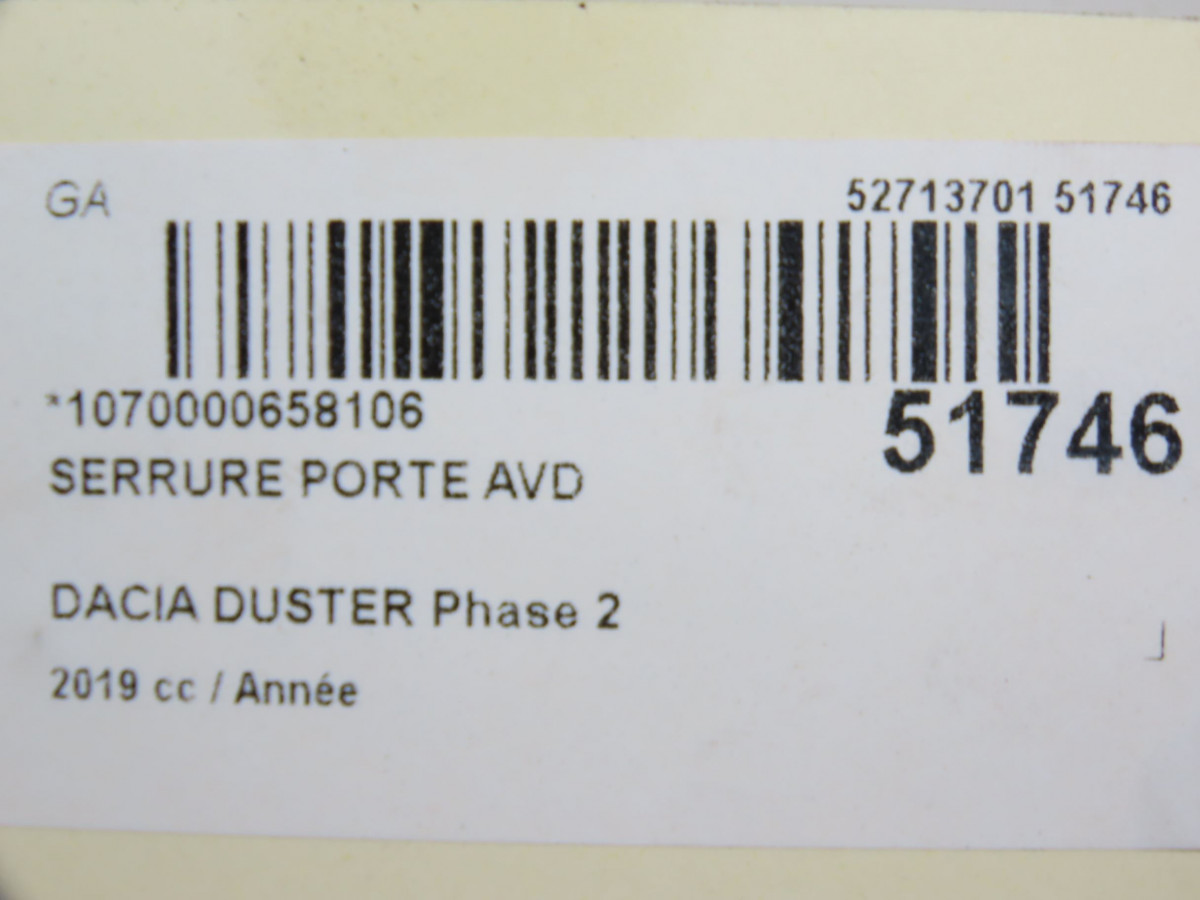 GA
52713701 51746
*1070000658106
51746
SERRURE PORTE AVD
DACIA DUSTER Phase 2
2019 cc / Année